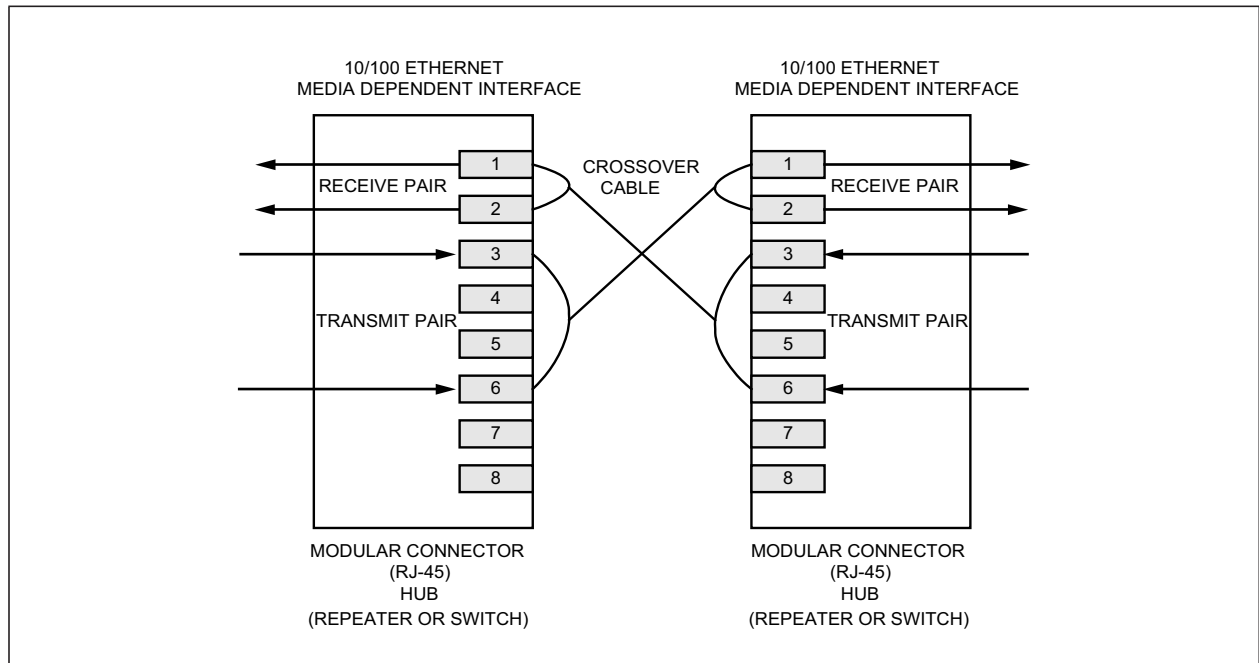 10/100 ETHERNET
MEDIA DEPENDENT INTERFACE
10/100 ETHERNET
MEDIA DEPENDENT INTERFACE
1
RECEIVE PAIR
2
3
4
TRANSMIT PAIR
5
6
7
8
CROSSOVER
CABLE
1
RECEIVE PAIR
2
3
4
TRANSMIT PAIR
5
6
7
8
MODULAR CONNECTOR
(RJ-45)
HUB
(REPEATER OR SWITCH)
MODULAR CONNECTOR
(RJ-45)
HUB
(REPEATER OR SWITCH)